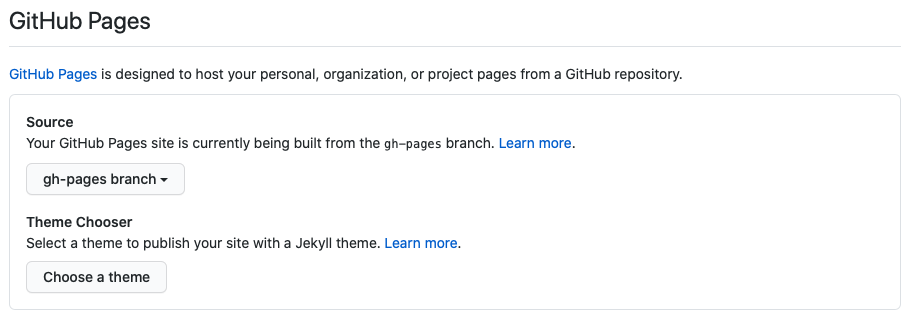 GitHub Pages
GitHub Pages is designed to host your personal, organization, or project pages from a GitHub repository.
Source
Your GitHub Pages site is currently being built from the gh-pages branch. Learn more.
gh-pages branch
Theme Chooser
Select a theme to publish your site with a Jekyll theme. Learn more.
Choose a theme